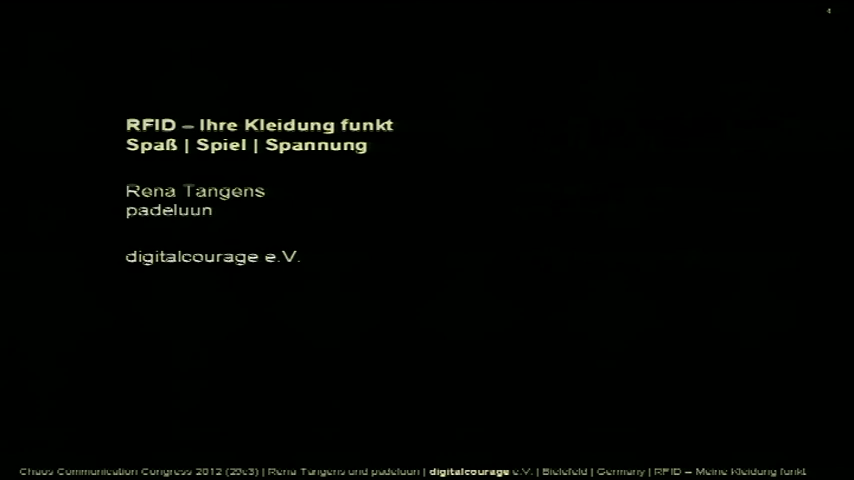 RFID – Ihre Kleidung funkt
Spaß | Spiel | Spannung
Rena Tangens
padeluun
digitalcourage e.V.
Chaos Communication Congress 2012 (29c3) | Rena Tangens und padeluun | digitalcourage e.V. | Bielefeld | Germany | RFID – Meine Kleidung funkt